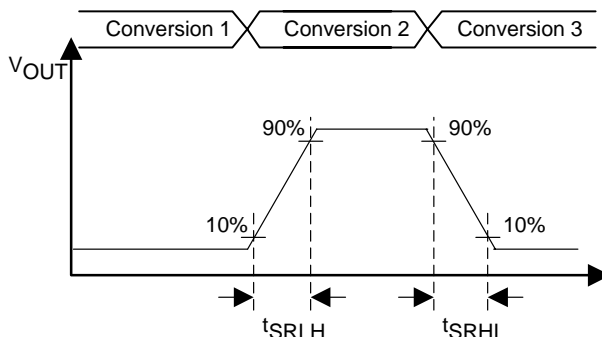 Conversion 1 Conversion 2 Conversion 3
VOUT
90% 90%
10% 10%
tSRLH tSRHL